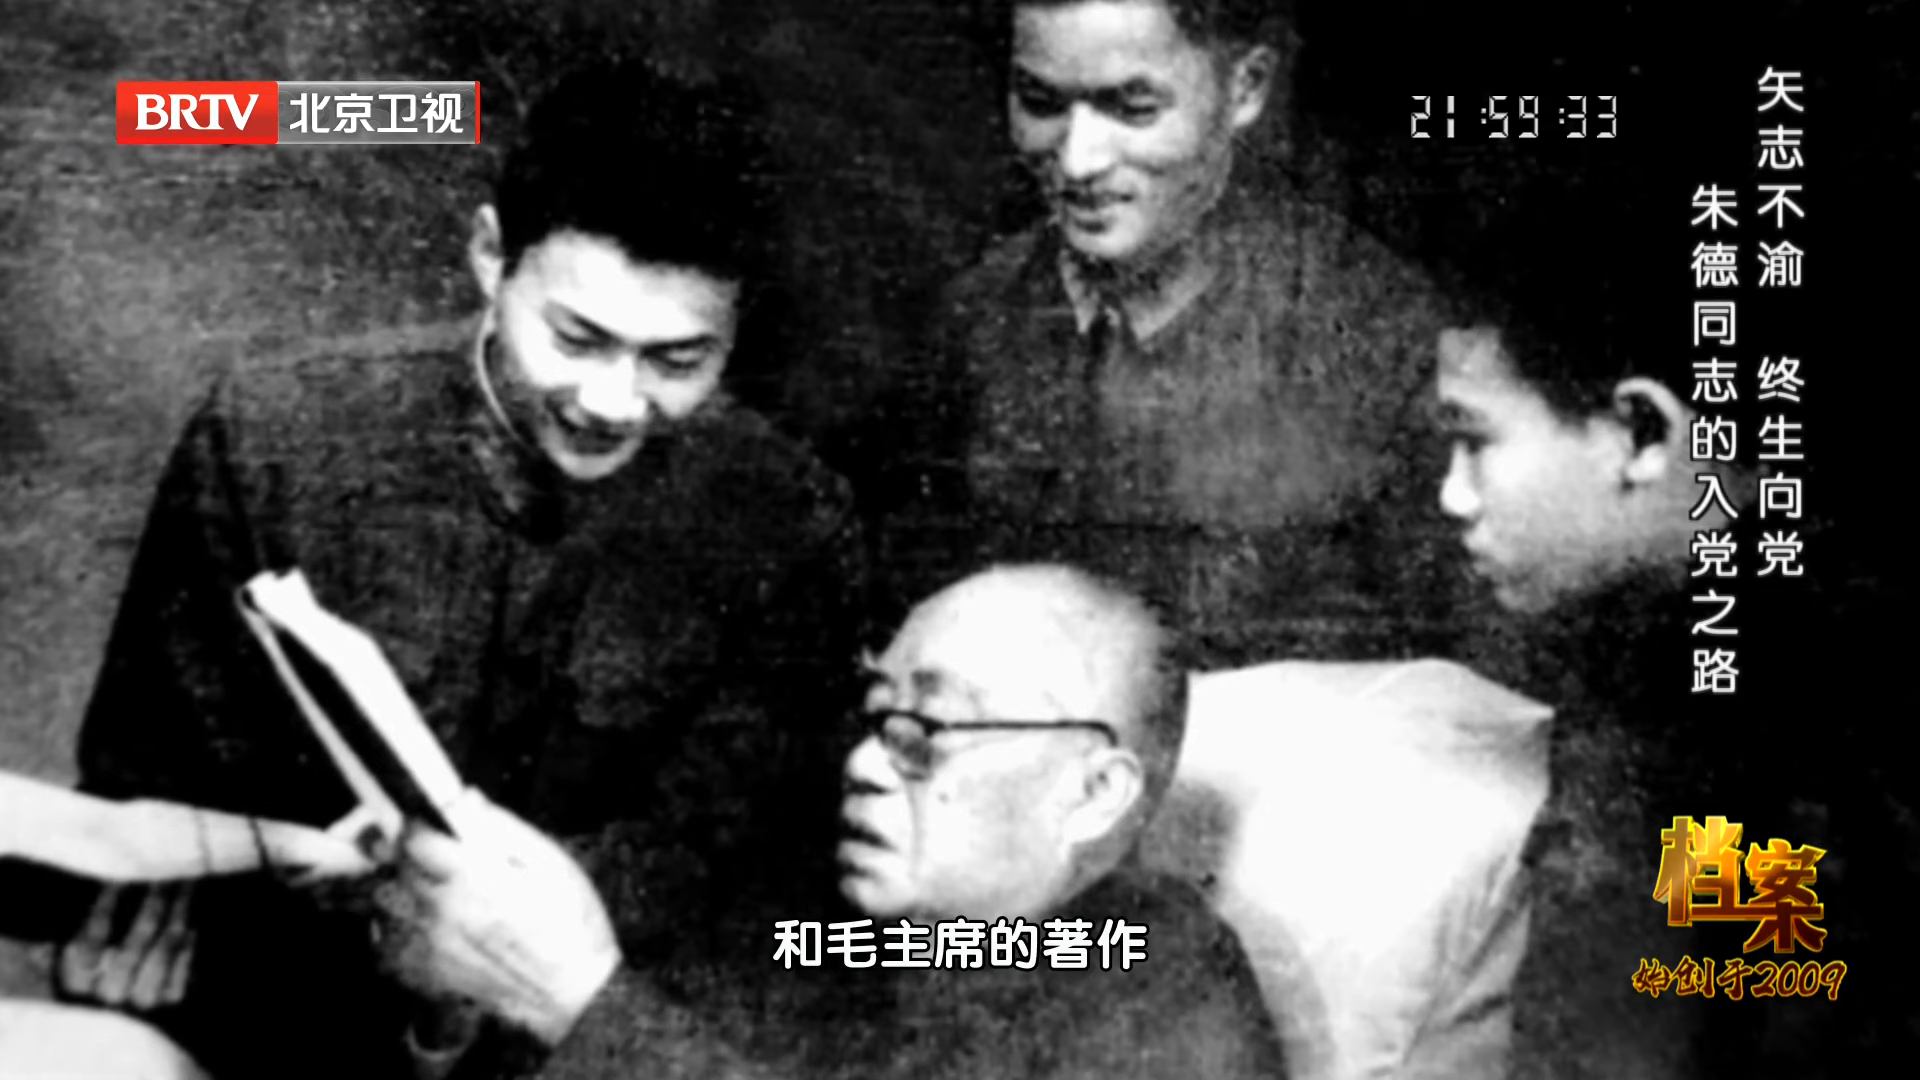 BRTV 北京卫视
21:59:33
矢志不渝 终生向党
朱德同志的入党之路
和毛主席的著作
档案
始创于2009